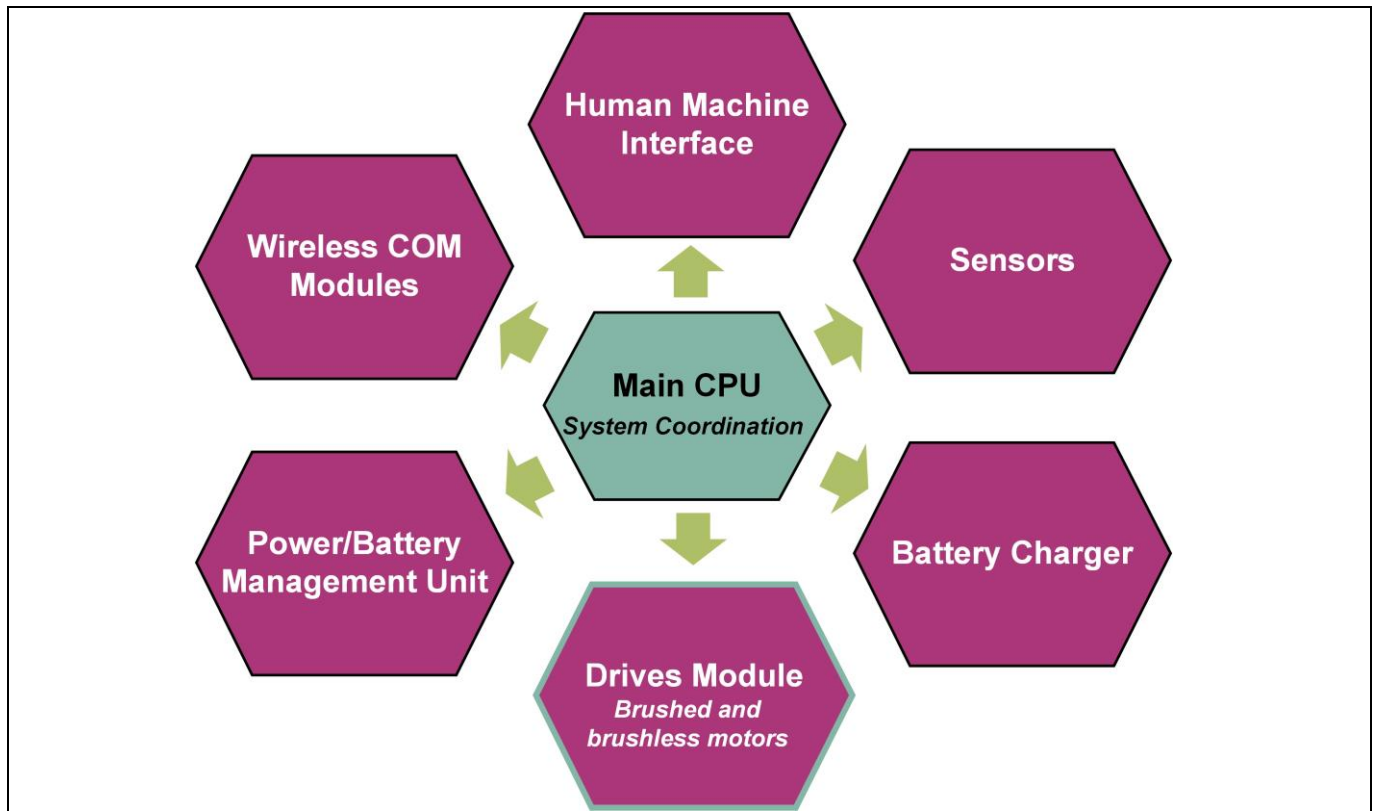 Human Machine
Interface
Wireless COM
Modules
Sensors
Main CPU
System Coordination
Power/Battery
Management Unit
Battery Charger
Drives Module
Brushed and
brushless motors